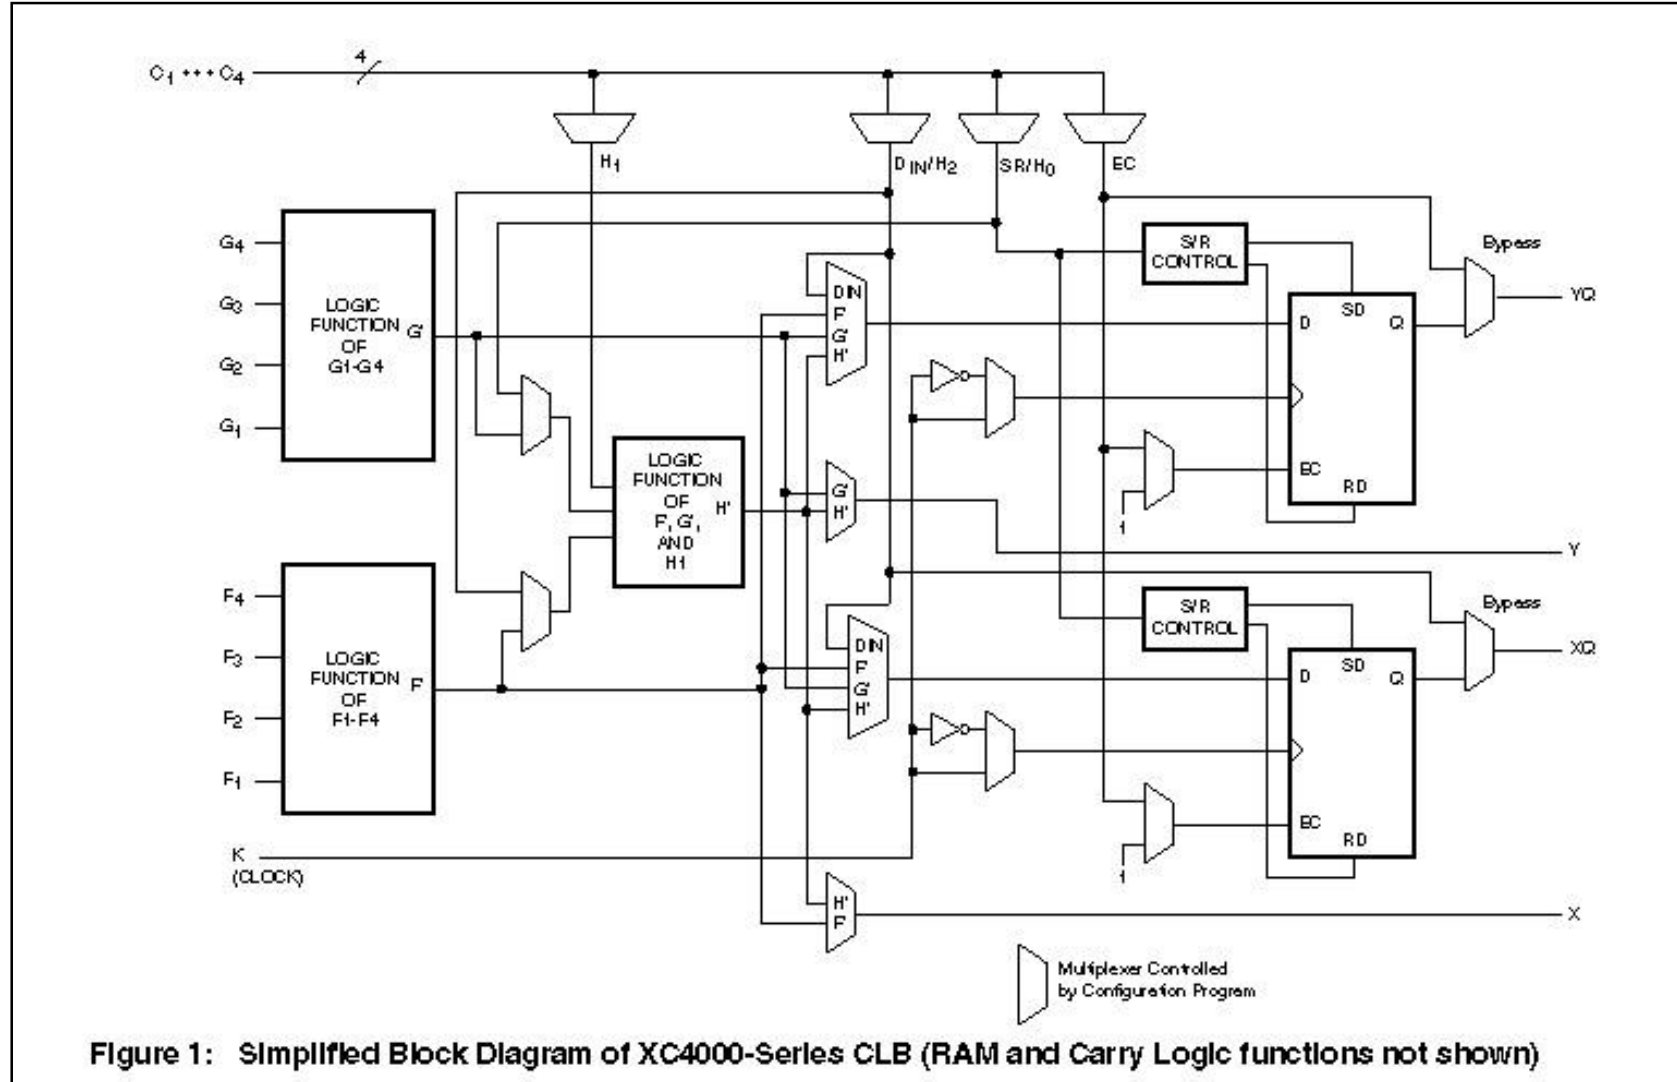 C1 • • • C4
4
H1
DIN/H2
SR/H0
EC
G4
G3
G2
G1
LOGIC
FUNCTION
OF
G1-G4
G'
DIN
F'
G'
H'
S/R
CONTROL
Bypass
D
SD
Q
YQ
EC
RD
1
LOGIC
FUNCTION
OF
F', G',
AND
H1
H'
G'
H'
Y
F4
F3
F2
F1
LOGIC
FUNCTION
OF
F1-F4
F'
DIN
F'
G'
H'
S/R
CONTROL
Bypass
D
SD
Q
XQ
EC
RD
1
K
(CLOCK)
H'
F'
X
Multiplexer Controlled
by Configuration Program
Figure 1: Simplified Block Diagram of XC4000-Series CLB (RAM and Carry Logic functions not shown)